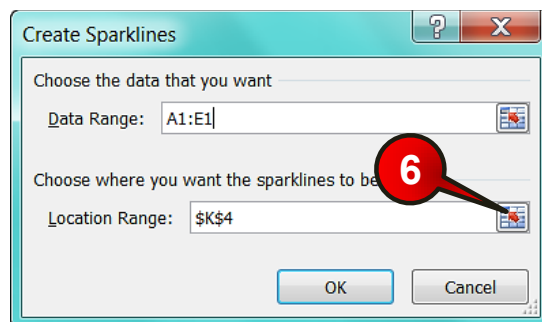 Create Sparklines
?
X
Choose the data that you want
Data Range: A1:E1
6
Choose where you want the sparklines to be
Location Range: $K$4
OK Cancel